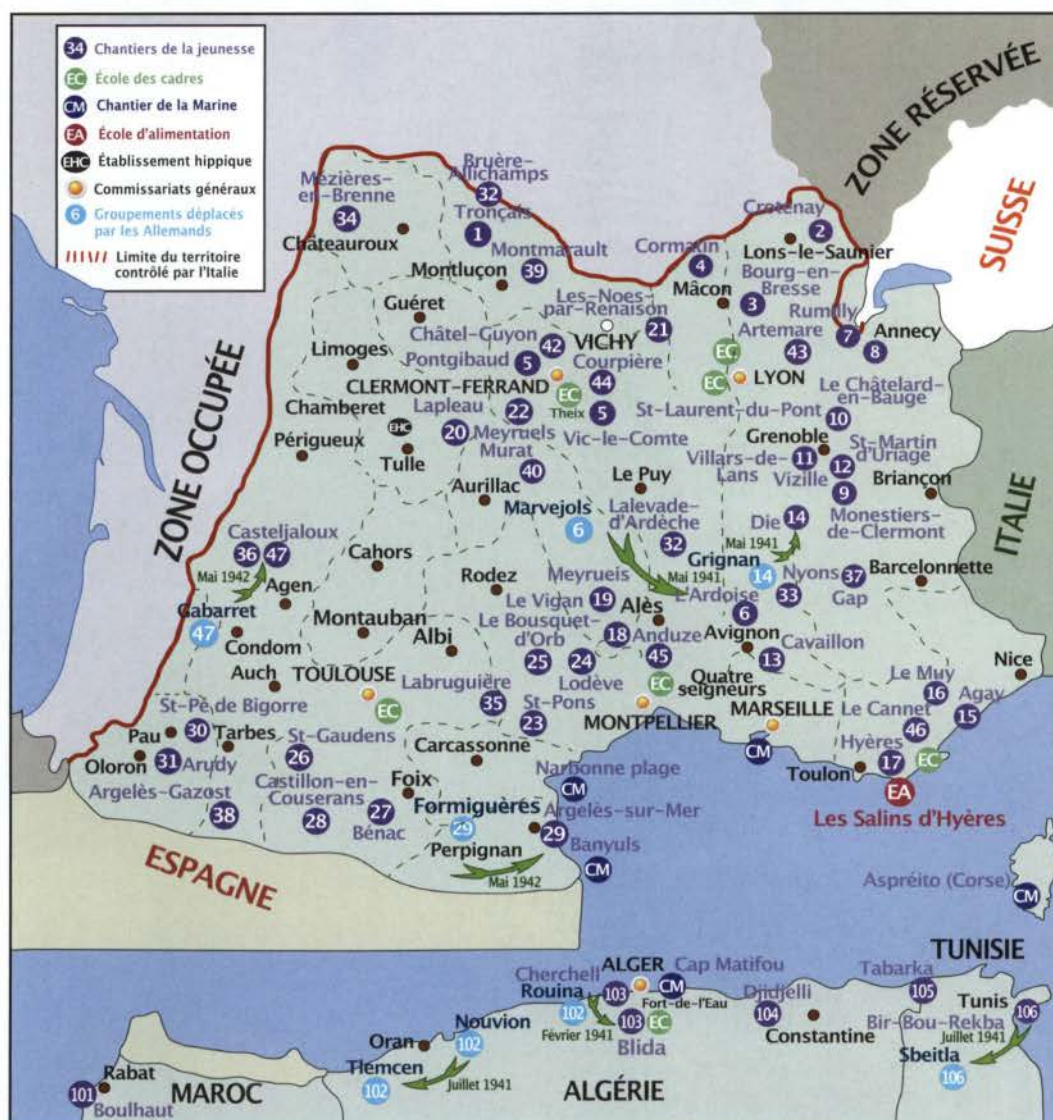 34 Chantiers de la jeunesse
EC École des cadres
CM Chantier de la Marine
EA École d'alimentation
EHC Établissement hippique
Commissariats généraux
6 Groupements déplacés
par les Allemands
Limite du territoire
contrôlé par l'Italie
ZONE RÉSERVÉE
SUISSE
ZONE OCCUPÉE
ITALIE
ESPAGNE
Mézières-
en-Brenne
34
Châteauroux
Bruère-
Allichamps
32
Tronçais
1
Montmarault
39
Montluçon
Crotenay
2
Lons-le-Saunier
Cormatin
4
Mâcon
Bourg-en-
Bresse
3
Rumilly
7
Annecy
8
Artemare
43
Les-Noes-
par-Renaison
21
VICHY
Guéret
Châtel-Guyon
42
Pontgibaud
5
Courpière
44
Limoges
CLERMONT-FERRAND
EC
Theix
5
Vic-le-Comte
EC
EC
LYON
Le Châtelard-
en-Bauge
10
St-Laurent-du-Pont
Chamberet
EHC
Lapleau
20
22
Meyruels
Murat
40
Périgueux
Tulle
Aurillac
Grenoble
Villars-de-
Lans
11
St-Martin
d'Uriage
12
Vizille
9
Briançon
Monestiers-
de-Clermont
Le Puy
Marvejols
6
Lalevade-
d'Ardèche
32
Die
14
Mai 1941
Grignan
14
Mai 1941
Casteljaloux
36
47
Mai 1942
Agen
Gabarret
47
Condom
Cahors
Rodez
Meyrueis
Le Vigan
19
Alès
L'Ardoise
6
Nyons
33
37
Gap
Barcelonnette
Montauban
Albi
Le Bousquet-
d'Orb
25
24
Lodève
18
Anduze
45
Avignon
Cavaillon
13
Auch
TOULOUSE
EC
Labruguière
35
St-Pons
23
EC
Quatre
seigneurs
MONTPELLIER
MARSEILLE
CM
Le Muy
16
Nice
Agay
15
Le Cannet
46
Hyères
17
EC
Toulon
EA
Les Salins d'Hyères
St-Pè de Bigorre
30
Pau
Tarbes
Oloron
31
Arudy
St-Gaudens
26
Argelès-Gazost
38
Castillon-en-
Couserans
28
27
Bénac
Foix
Carcassonne
Narbonne plage
CM
Formiguères
29
Argelès-sur-Mer
29
Perpignan
Mai 1942
Banyuls
CM
Aspréito (Corse)
CM
TUNISIE
Cherchell
103
ALGER
Cap Matifou
CM
Rouina
102
Février 1941
103
Fort-de-l'Eau
EC
Blida
Djidjelli
104
Constantine
Tabarka
105
Tunis
106
Bir-Bou-Rekba
Juillet 1941
Sbeitla
106
Nouvion
102
Oran
Tlemcen
102
Juillet 1941
ALGÉRIE
MAROC
Rabat
101
Boulhaut